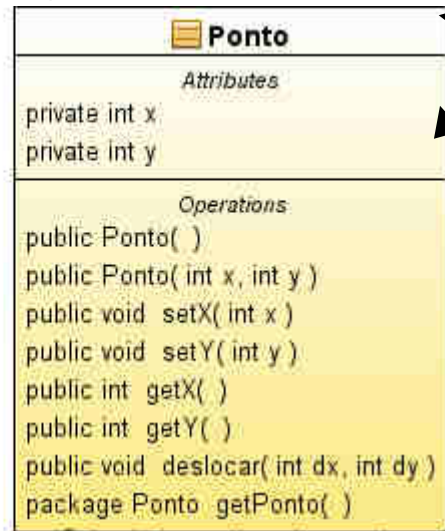 Ponto
Attributes
private int x
private int y
Operations
public Ponto( )
public Ponto( int x, int y )
public void setX( int x )
public void setY( int y )
public int getX( )
public int getY( )
public void deslocar( int dx, int dy )
package Ponto getPonto( )